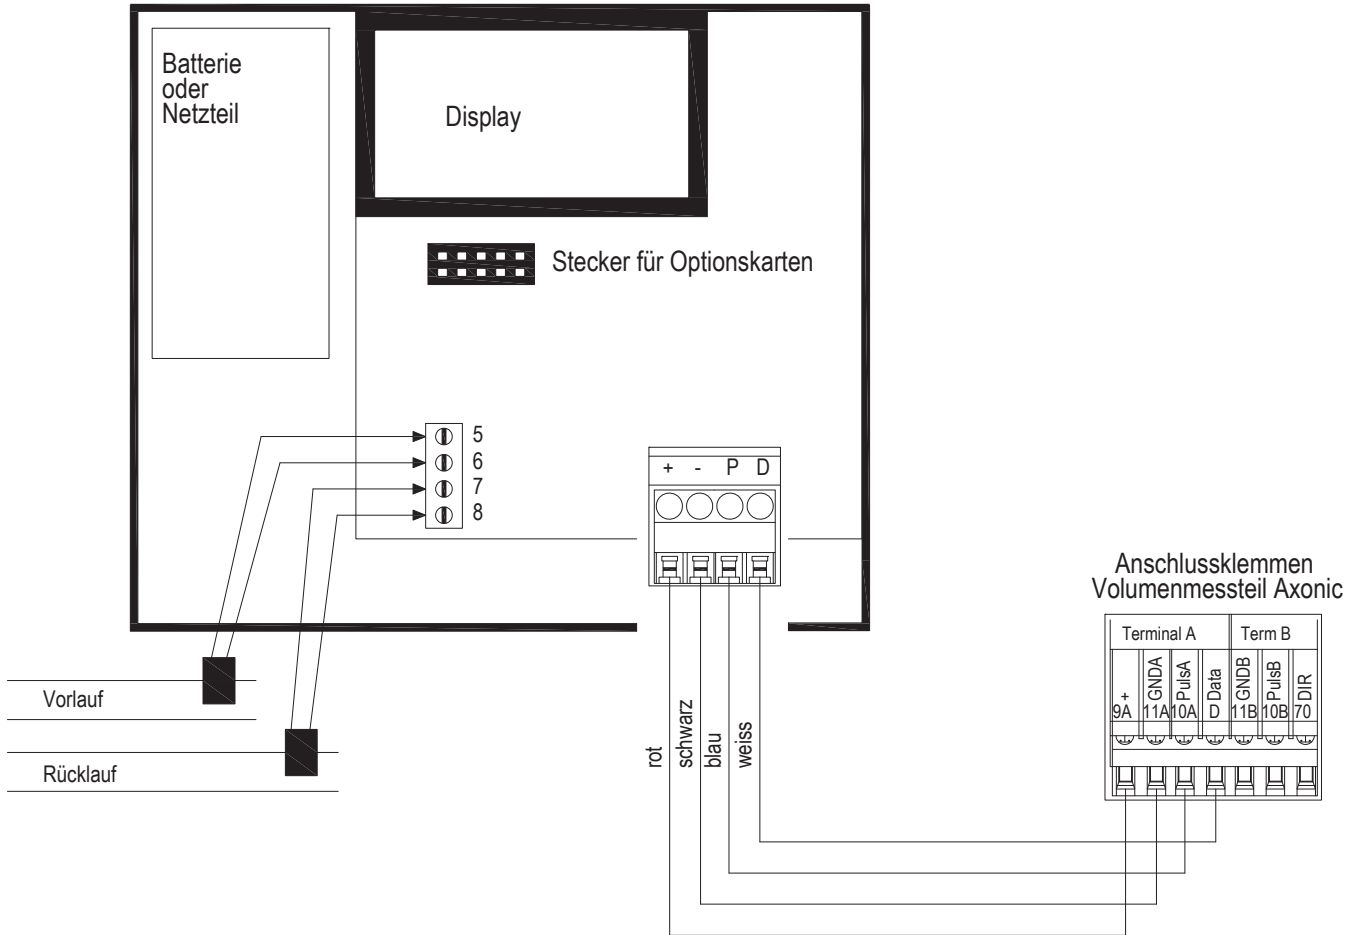 Batterie
oder
Netzteil
Display
Stecker für Optionskarten
5
6
7
8
+ - P D
Anschlussklemmen
Volumenmessteil Axonic
Terminal A Term B
+ GNDA PulsA Data GNDB PulsB DIR
9A 11A 10A D 11B 10B 70
Vorlauf
Rücklauf
rot
schwarz
blau
weiss